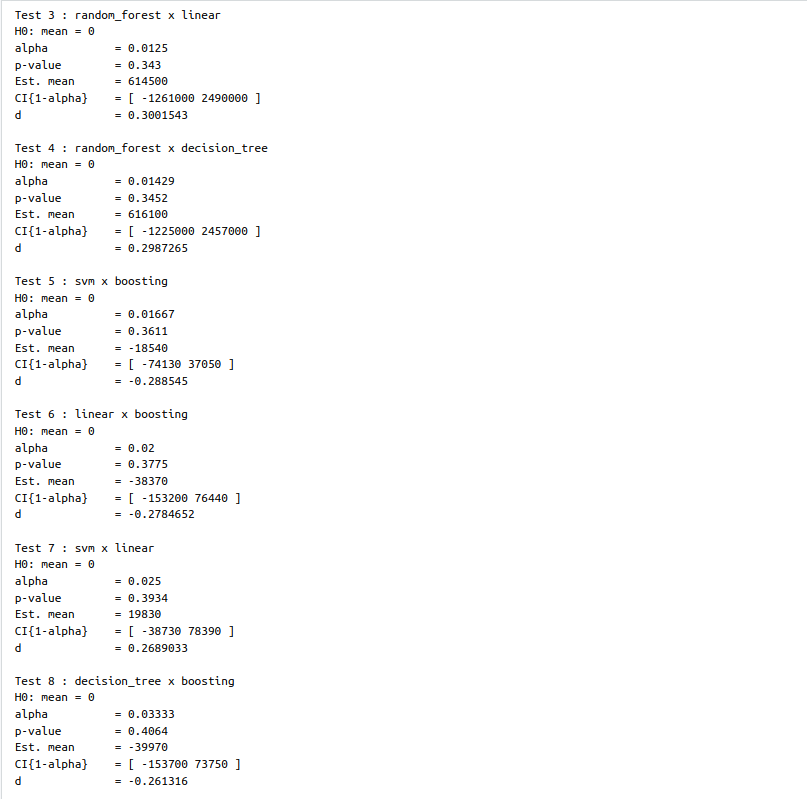 Test 3 : random_forest x linear
H0: mean = 0
alpha = 0.0125
p-value = 0.343
Est. mean = 614500
CI{1-alpha} = [ -1261000 2490000 ]
d = 0.3001543
Test 4 : random_forest x decision_tree
H0: mean = 0
alpha = 0.01429
p-value = 0.3452
Est. mean = 616100
CI{1-alpha} = [ -1225000 2457000 ]
d = 0.2987265
Test 5 : svm x boosting
H0: mean = 0
alpha = 0.01667
p-value = 0.3611
Est. mean = -18540
CI{1-alpha} = [ -74130 37050 ]
d = -0.288545
Test 6 : linear x boosting
H0: mean = 0
alpha = 0.02
p-value = 0.3775
Est. mean = -38370
CI{1-alpha} = [ -153200 76440 ]
d = -0.2784652
Test 7 : svm x linear
H0: mean = 0
alpha = 0.025
p-value = 0.3934
Est. mean = 19830
CI{1-alpha} = [ -38730 78390 ]
d = 0.2689033
Test 8 : decision_tree x boosting
H0: mean = 0
alpha = 0.03333
p-value = 0.4064
Est. mean = -39970
CI{1-alpha} = [ -153700 73750 ]
d = -0.261316